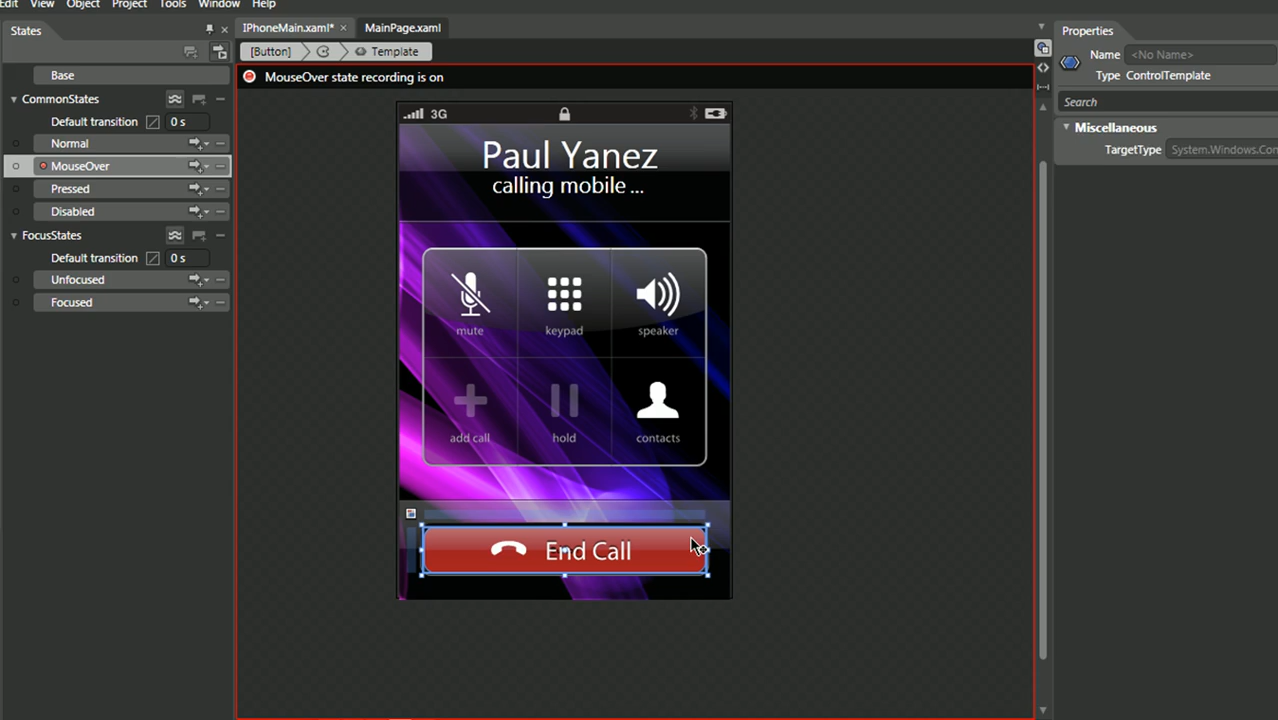 Edit View Object Project Tools Window Help
States
IPhoneMain.xaml* × MainPage.xaml
Properties
[Button] Template
Name <No Name>
Type ControlTemplate
Base
MouseOver state recording is on
Search
CommonStates
Default transition 0 s
Miscellaneous
TargetType System.Windows.Con
Normal
MouseOver
Pressed
Disabled
FocusStates
Default transition 0 s
Unfocused
Focused
3G
Paul Yanez
calling mobile ...
mute keypad speaker
add call hold contacts
End Call